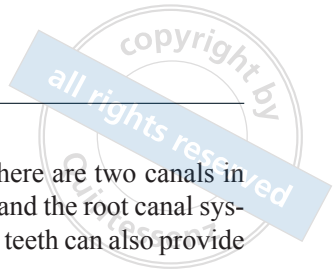 copyright by
all rights reserved
Quintessenz
here are two canals in
and the root canal sys-
teeth can also provide